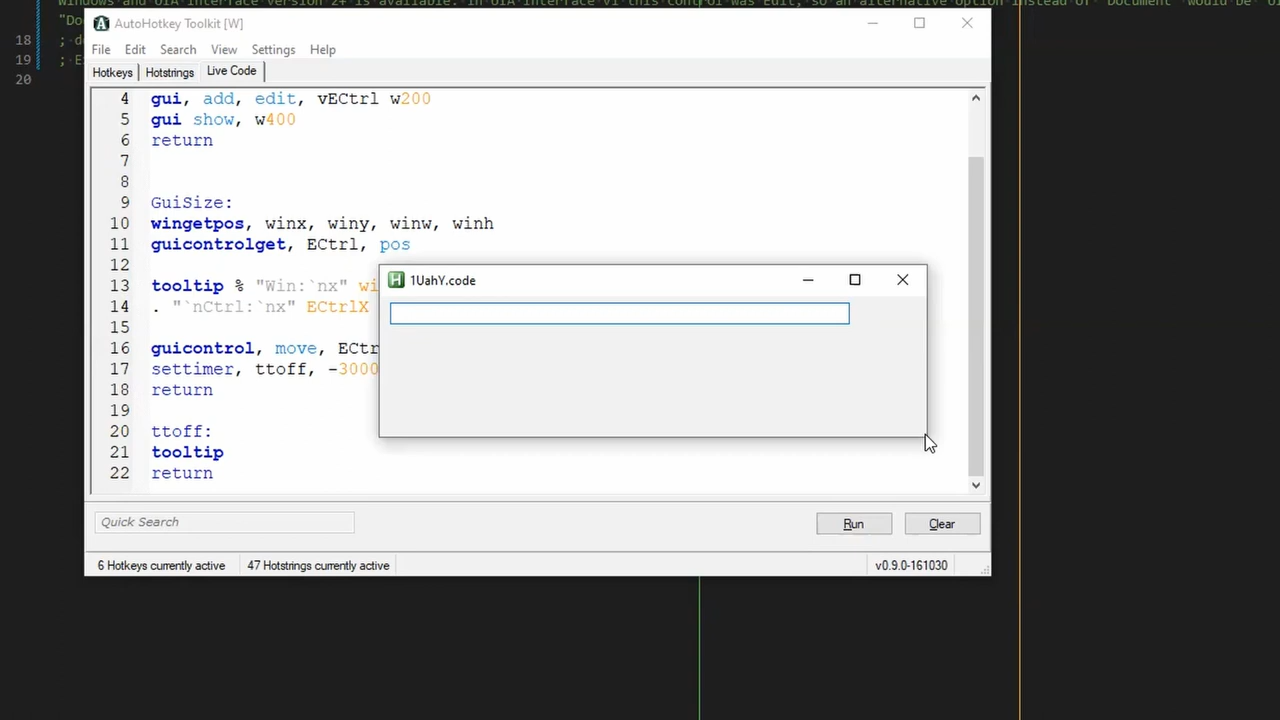 AutoHotkey Toolkit [W]
File Edit Search View Settings Help
Hotkeys Hotstrings Live Code
18
19
20
4 gui, add, edit, vECtrl w200
5 gui show, w400
6 return
7
8
9 GuiSize:
10 wingetpos, winx, winy, winw, winh
11 guicontrolget, ECtrl, pos
12
13 tooltip % "Win:`nx" wi
14 . "`nCtrl:`nx" ECtrlX
15
16 guicontrol, move, ECtr
17 settimer, ttoff, -3000
18 return
19
20 ttoff:
21 tooltip
22 return
1UahY.code
Quick Search
Run Clear
6 Hotkeys currently active 47 Hotstrings currently active v0.9.0-161030